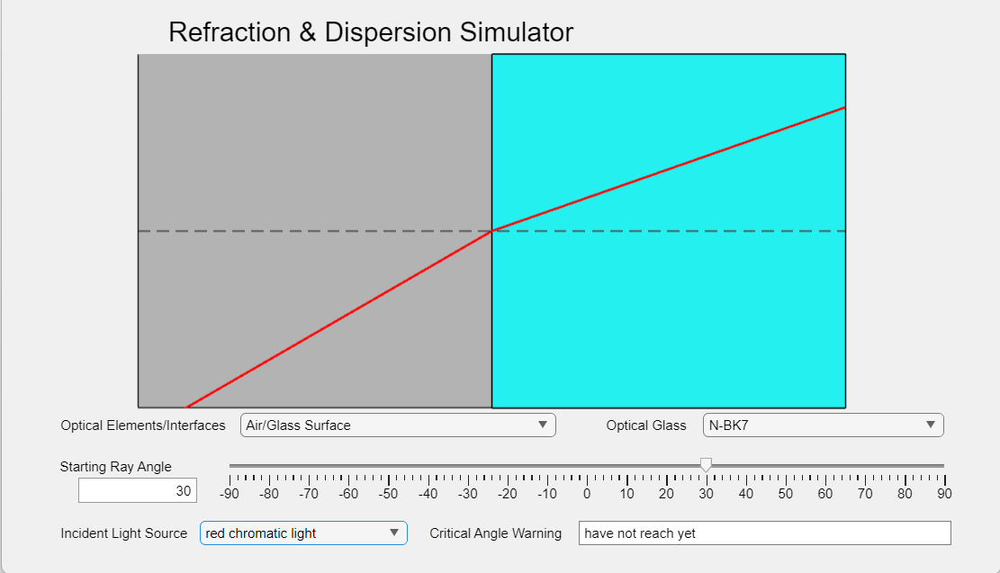 Refraction & Dispersion Simulator
Optical Elements/Interfaces Air/Glass Surface Optical Glass N-BK7
Starting Ray Angle
30
-90 -80 -70 -60 -50 -40 -30 -20 -10 0 10 20 30 40 50 60 70 80 90
Incident Light Source red chromatic light Critical Angle Warning have not reach yet